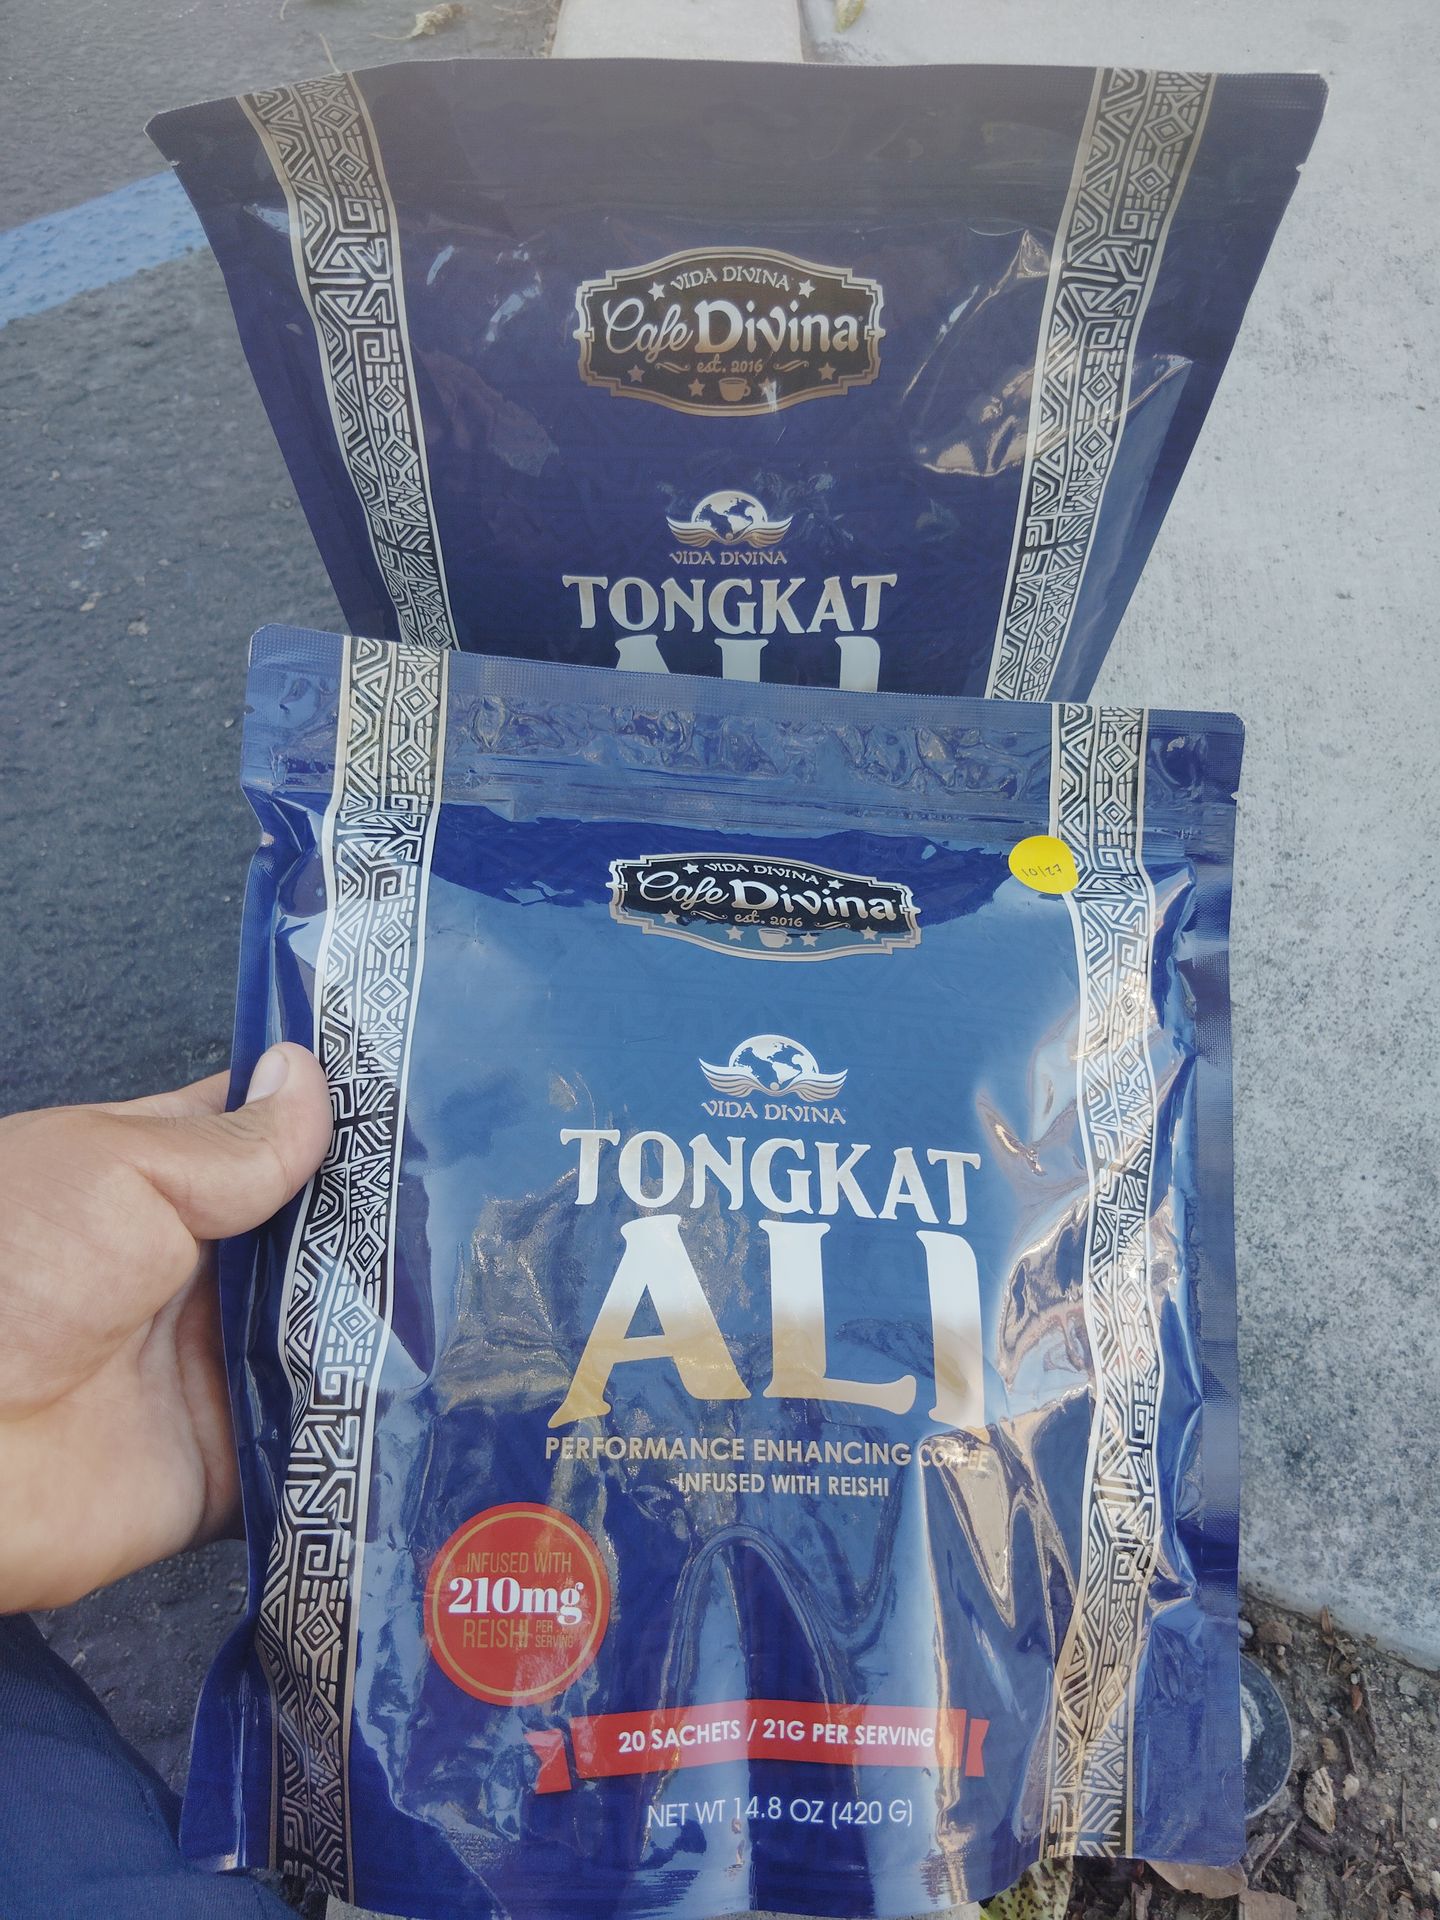 VIDA DIVINA
Cafe Divina
est. 2016
VIDA DIVINA
TONGKAT
ALI
VIDA DIVINA
Cafe Divina
est. 2016
VIDA DIVINA
TONGKAT
ALI
PERFORMANCE ENHANCING COFFEE
INFUSED WITH REISHI
INFUSED WITH
210mg
REISHI PER
SERVING
20 SACHETS / 21G PER SERVING
NET WT 14.8 OZ (420 G)